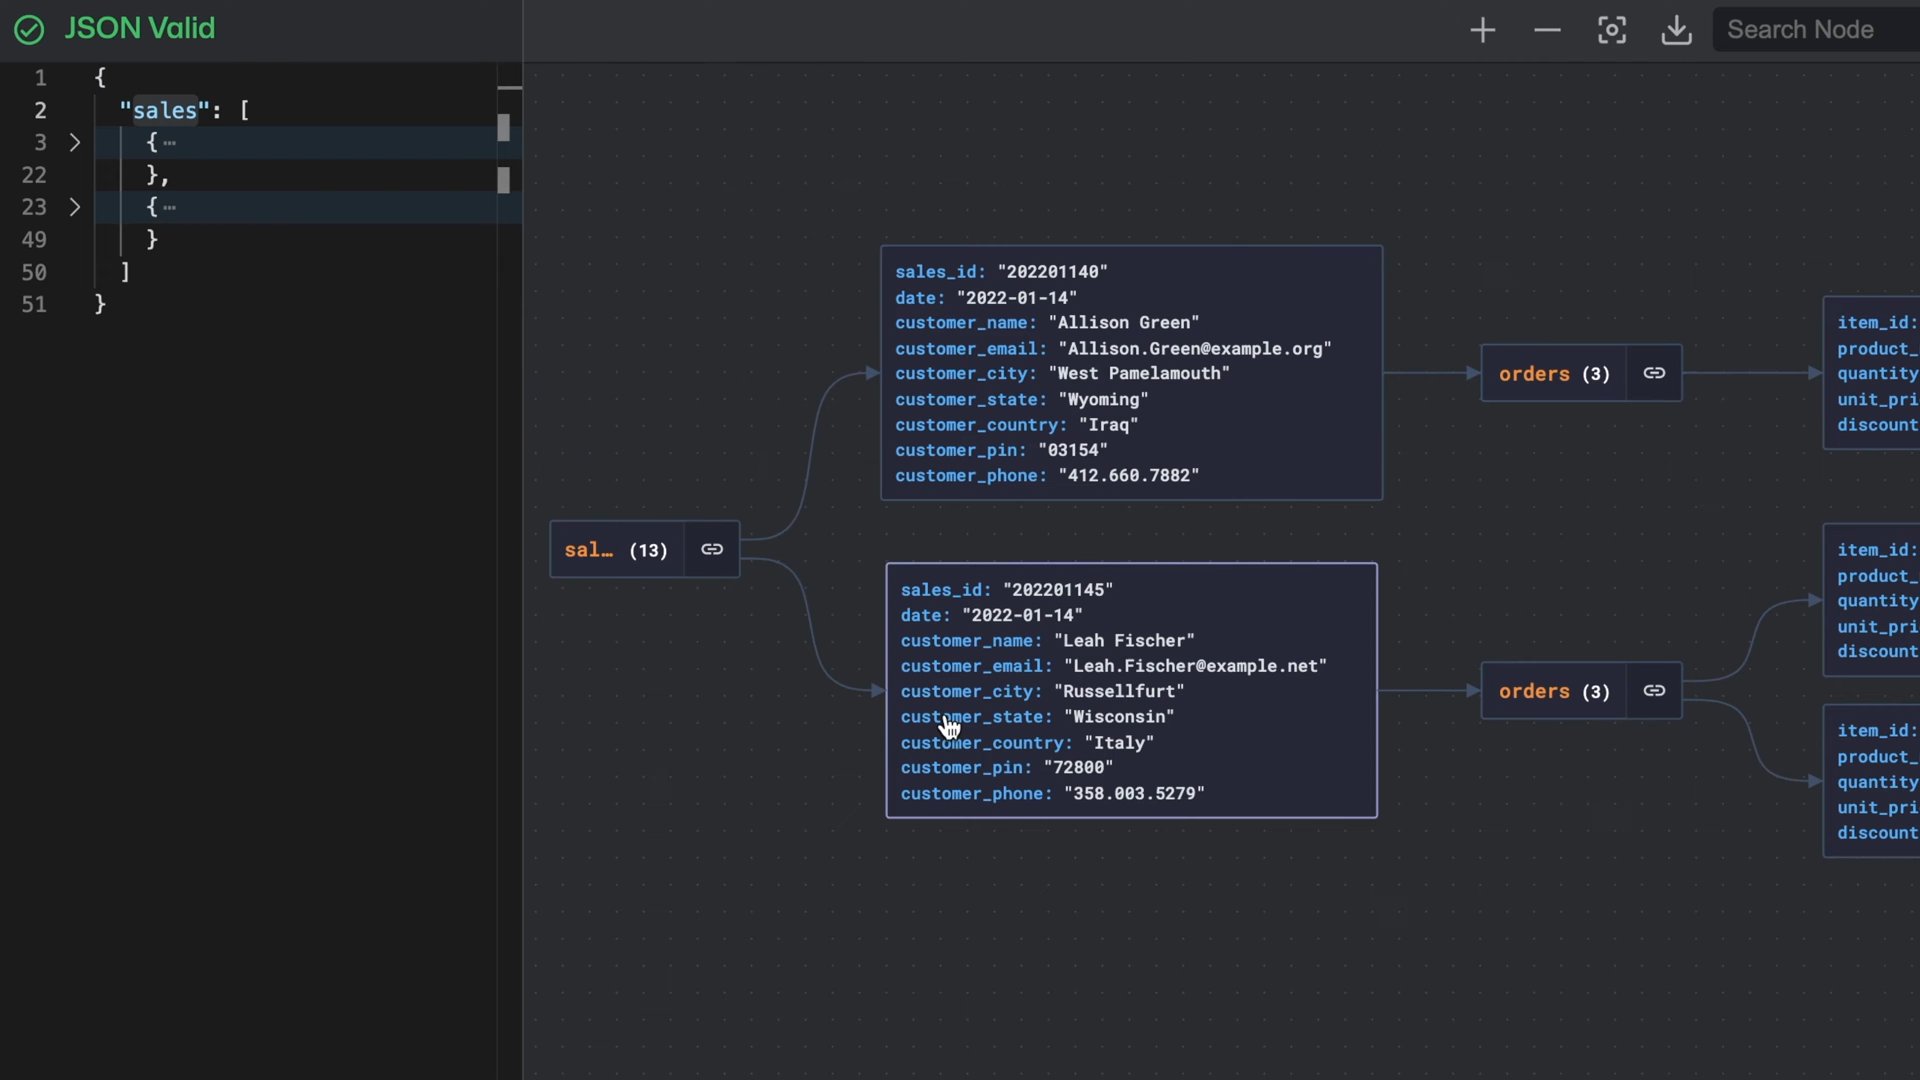 JSON Valid
Search Node
1 {
2 "sales": [
3 { ⋯
22 },
23 { ⋯
49 }
50 ]
51 }
sal… (13)
sales_id: "202201140"
date: "2022-01-14"
customer_name: "Allison Green"
customer_email: "Allison.Green@example.org"
customer_city: "West Pamelamouth"
customer_state: "Wyoming"
customer_country: "Iraq"
customer_pin: "03154"
customer_phone: "412.660.7882"
orders (3)
item_id:
product_
quantity
unit_pri
discount
sales_id: "202201145"
date: "2022-01-14"
customer_name: "Leah Fischer"
customer_email: "Leah.Fischer@example.net"
customer_city: "Russellfurt"
customer_state: "Wisconsin"
customer_country: "Italy"
customer_pin: "72800"
customer_phone: "358.003.5279"
orders (3)
item_id:
product_
quantity
unit_pri
discount
item_id:
product_
quantity
unit_pri
discount